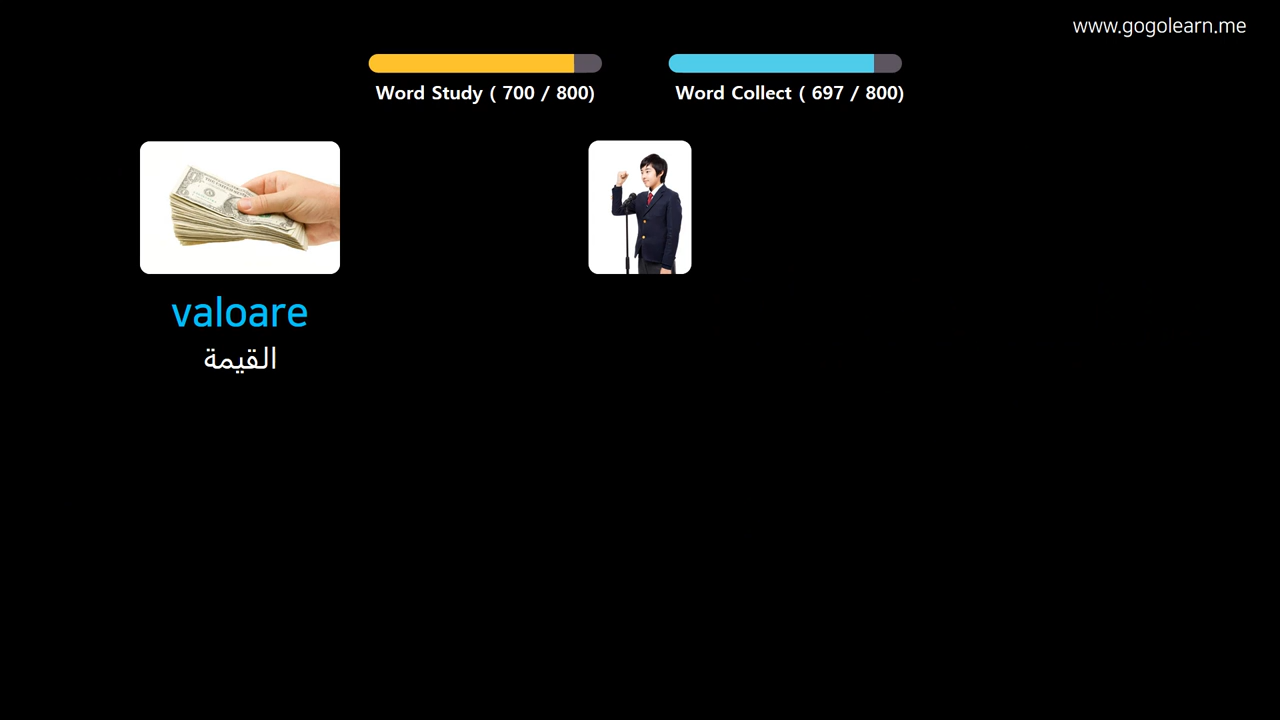 www.gogolearn.me
Word Study ( 700 / 800)
Word Collect ( 697 / 800)
valoare
القيمة